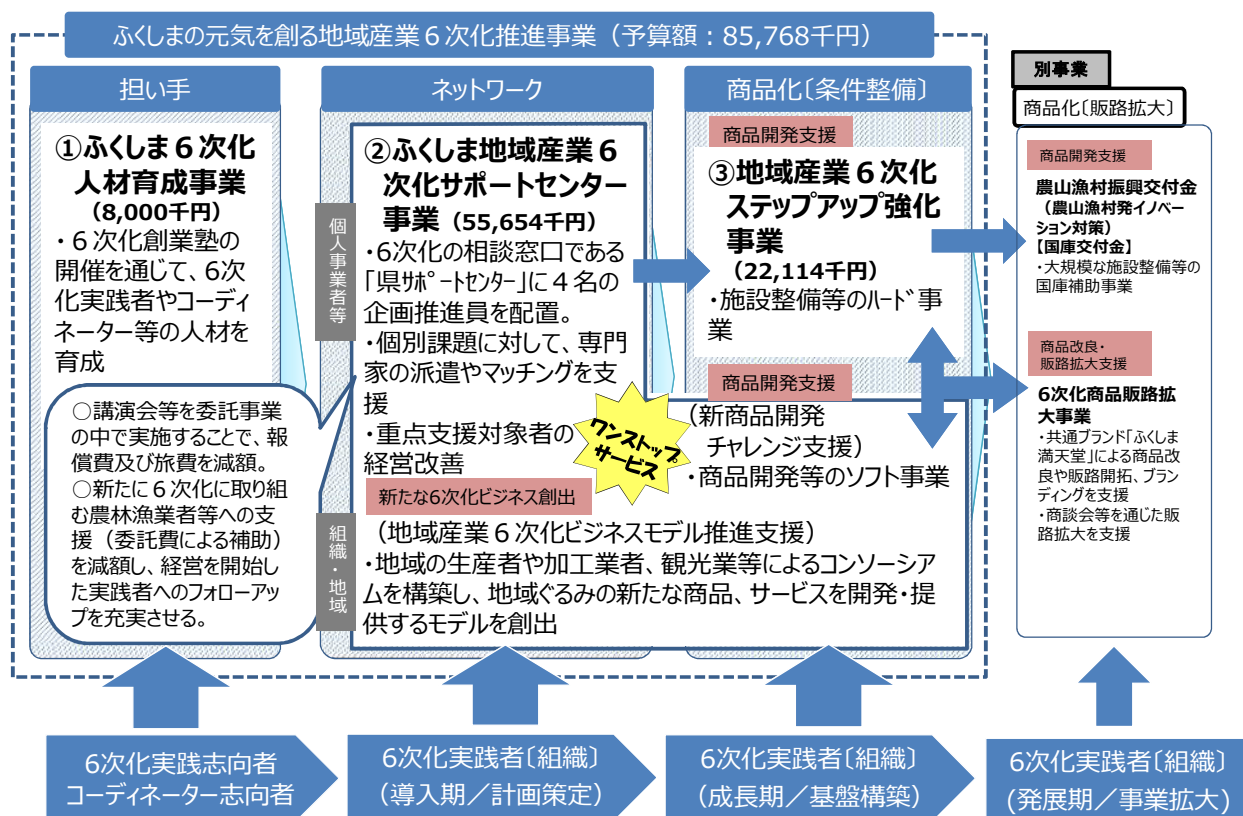 ふくしまの元気を創る地域産業６次化推進事業（予算額：85,768千円）
担い手
①ふくしま６次化
人材育成事業
（8,000千円）
・６次化創業塾の
開催を通じて、6次
化実践者やコーディ
ネーター等の人材を
育成
○講演会等を委託事業
の中で実施することで、報
償費及び旅費を減額。
○新たに６次化に取り組
む農林漁業者等への支
援（委託費による補助）
を減額し、経営を開始し
た実践者へのフォローアッ
プを充実させる。
ネットワーク
個人事業者等
②ふくしま地域産業６
次化サポートセンター
事業（55,654千円）
・6次化の相談窓口である
「県ｻﾎﾟｰﾄｾﾝﾀｰ」に４名の
企画推進員を配置。
・個別課題に対して、専門
家の派遣やマッチングを支
援
・重点支援対象者の
経営改善
ワンストップ
サービス
組織・地域
新たな6次化ビジネス創出
（地域産業６次化ビジネスモデル推進支援）
・地域の生産者や加工業者、観光業等によるコンソーシア
ムを構築し、地域ぐるみの新たな商品、サービスを開発・提
供するモデルを創出
商品化〔条件整備〕
商品開発支援
③地域産業６次化
ステップアップ強化
事業
（22,114千円）
・施設整備等のﾊｰﾄﾞ事
業
商品開発支援
（新商品開発
チャレンジ支援）
・商品開発等のソフト事業
別事業
商品化〔販路拡大〕
商品開発支援
農山漁村振興交付金
（農山漁村発イノベー
ション対策）
【国庫交付金】
・大規模な施設整備等の
国庫補助事業
商品改良・
販路拡大支援
6次化商品販路拡
大事業
・共通ブランド「ふくしま
満天堂」による商品改
良や販路開拓、ブラン
ディングを支援
・商談会等を通じた販
路拡大を支援
6次化実践志向者
コーディネーター志向者
6次化実践者〔組織〕
（導入期／計画策定）
6次化実践者〔組織〕
（成長期／基盤構築）
6次化実践者〔組織〕
（発展期／事業拡大）